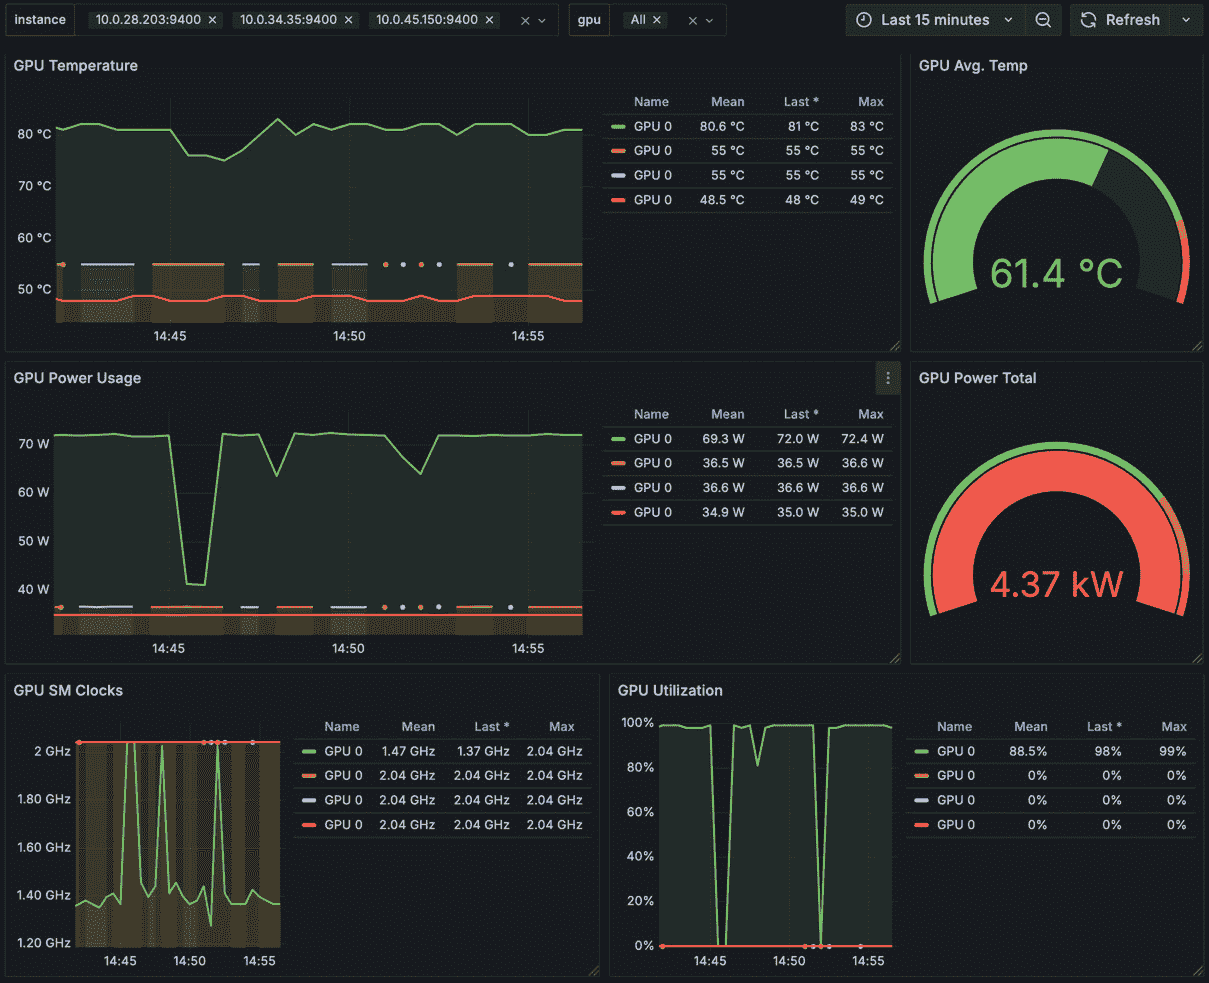 instance 10.0.28.203:9400 × 10.0.34.35:9400 × 10.0.45.150:9400 × × gpu All × × Last 15 minutes Refresh
GPU Temperature
80 °C
70 °C
60 °C
50 °C
14:45 14:50 14:55
Name Mean Last * Max
GPU 0 80.6 °C 81 °C 83 °C
GPU 0 55 °C 55 °C 55 °C
GPU 0 55 °C 55 °C 55 °C
GPU 0 48.5 °C 48 °C 49 °C
GPU Avg. Temp
61.4 °C
GPU Power Usage
70 W
60 W
50 W
40 W
14:45 14:50 14:55
Name Mean Last * Max
GPU 0 69.3 W 72.0 W 72.4 W
GPU 0 36.5 W 36.5 W 36.6 W
GPU 0 36.6 W 36.6 W 36.6 W
GPU 0 34.9 W 35.0 W 35.0 W
GPU Power Total
4.37 kW
GPU SM Clocks
2 GHz
1.80 GHz
1.60 GHz
1.40 GHz
1.20 GHz
14:45 14:50 14:55
Name Mean Last * Max
GPU 0 1.47 GHz 1.37 GHz 2.04 GHz
GPU 0 2.04 GHz 2.04 GHz 2.04 GHz
GPU 0 2.04 GHz 2.04 GHz 2.04 GHz
GPU 0 2.04 GHz 2.04 GHz 2.04 GHz
GPU Utilization
100%
80%
60%
40%
20%
0%
14:45 14:50 14:55
Name Mean Last * Max
GPU 0 88.5% 98% 99%
GPU 0 0% 0% 0%
GPU 0 0% 0% 0%
GPU 0 0% 0% 0%